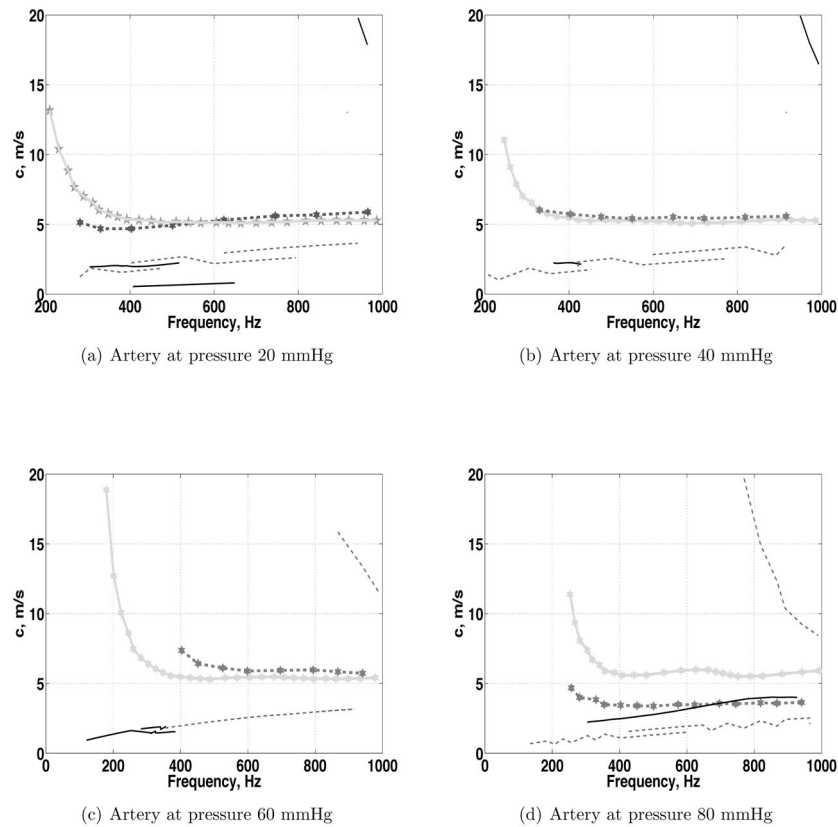 20
15
10
5
0
c, m/s
200 400 600 800 1000
Frequency, Hz
(a) Artery at pressure 20 mmHg
20
15
10
5
0
c, m/s
200 400 600 800 1000
Frequency, Hz
(b) Artery at pressure 40 mmHg
20
15
10
5
0
c, m/s
0 200 400 600 800 1000
Frequency, Hz
(c) Artery at pressure 60 mmHg
20
15
10
5
0
c, m/s
0 200 400 600 800 1000
Frequency, Hz
(d) Artery at pressure 80 mmHg